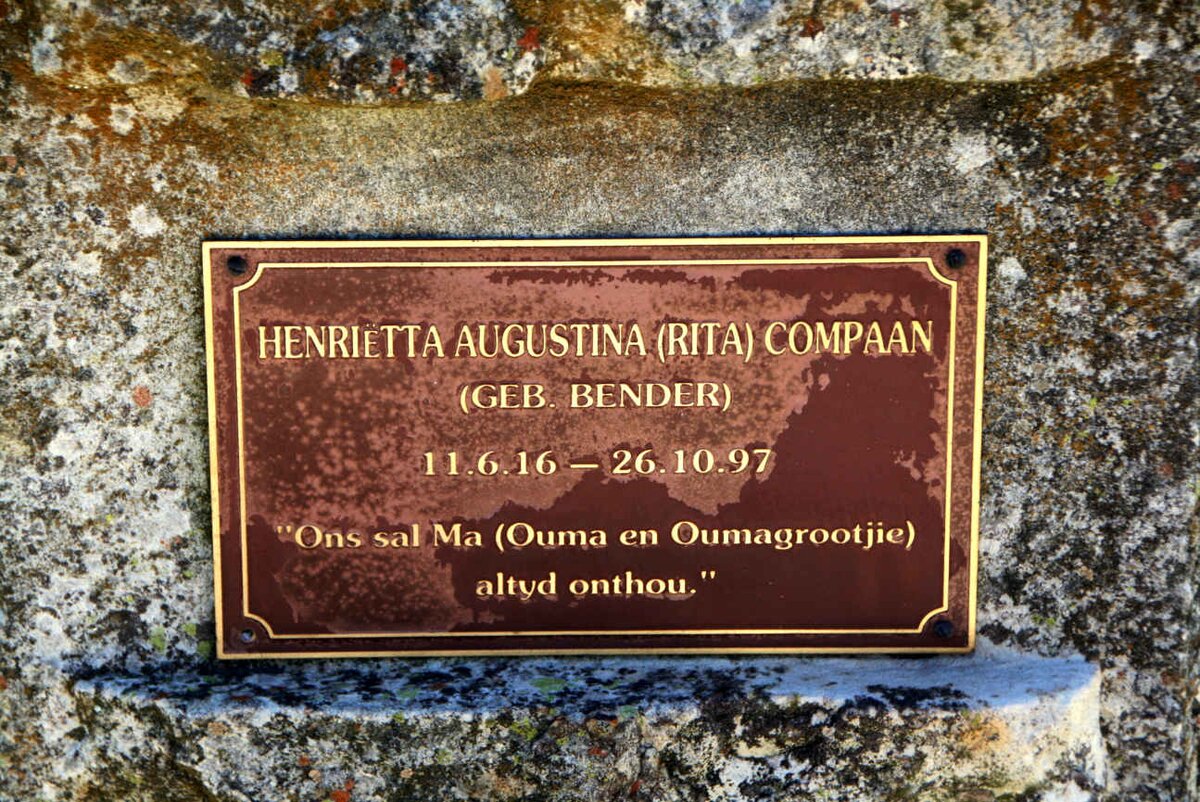 HENRIËTTA AUGUSTINA (RITA) COMPAAN
(GEB. BENDER)
11.6.16 – 26.10.97
"Ons sal Ma (Ouma en Oumagrootjie)
altyd onthou."